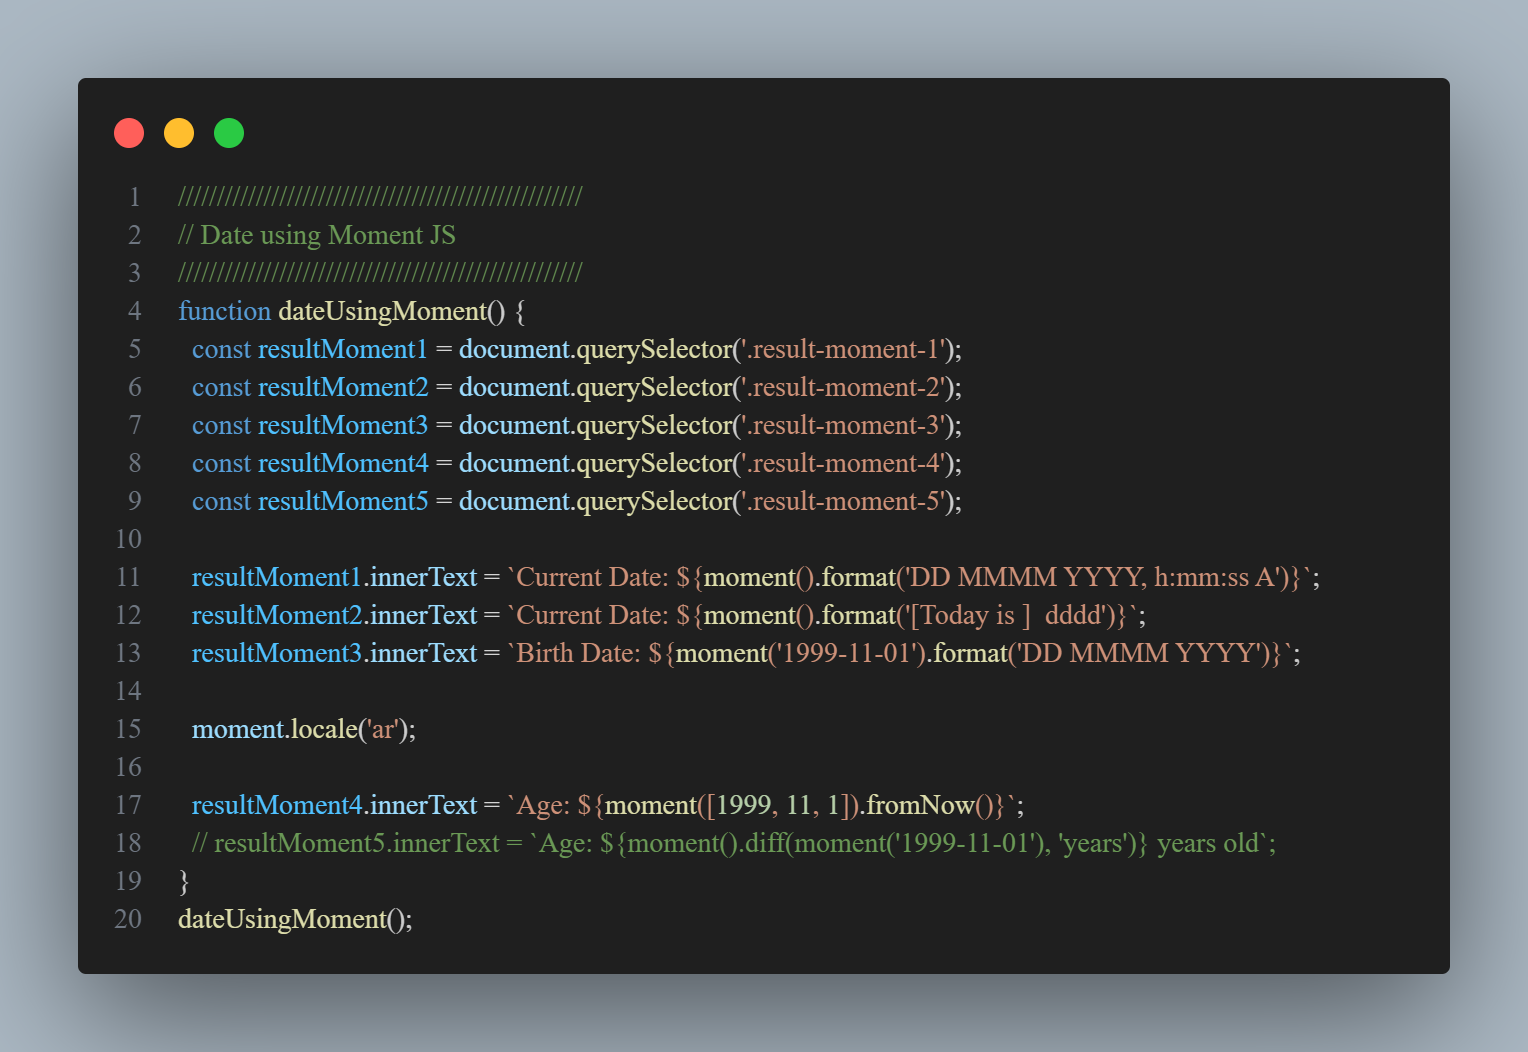 1 ////////////////////////////////////////////////////
2 // Date using Moment JS
3 ////////////////////////////////////////////////////
4 function dateUsingMoment() {
5 const resultMoment1 = document.querySelector('.result-moment-1');
6 const resultMoment2 = document.querySelector('.result-moment-2');
7 const resultMoment3 = document.querySelector('.result-moment-3');
8 const resultMoment4 = document.querySelector('.result-moment-4');
9 const resultMoment5 = document.querySelector('.result-moment-5');
10
11 resultMoment1.innerText = `Current Date: ${moment().format('DD MMMM YYYY, h:mm:ss A')}`;
12 resultMoment2.innerText = `Current Date: ${moment().format('[Today is ]  dddd')}`;
13 resultMoment3.innerText = `Birth Date: ${moment('1999-11-01').format('DD MMMM YYYY')}`;
14
15 moment.locale('ar');
16
17 resultMoment4.innerText = `Age: ${moment([1999, 11, 1]).fromNow()}`;
18 // resultMoment5.innerText = `Age: ${moment().diff(moment('1999-11-01'), 'years')} years old`;
19 }
20 dateUsingMoment();